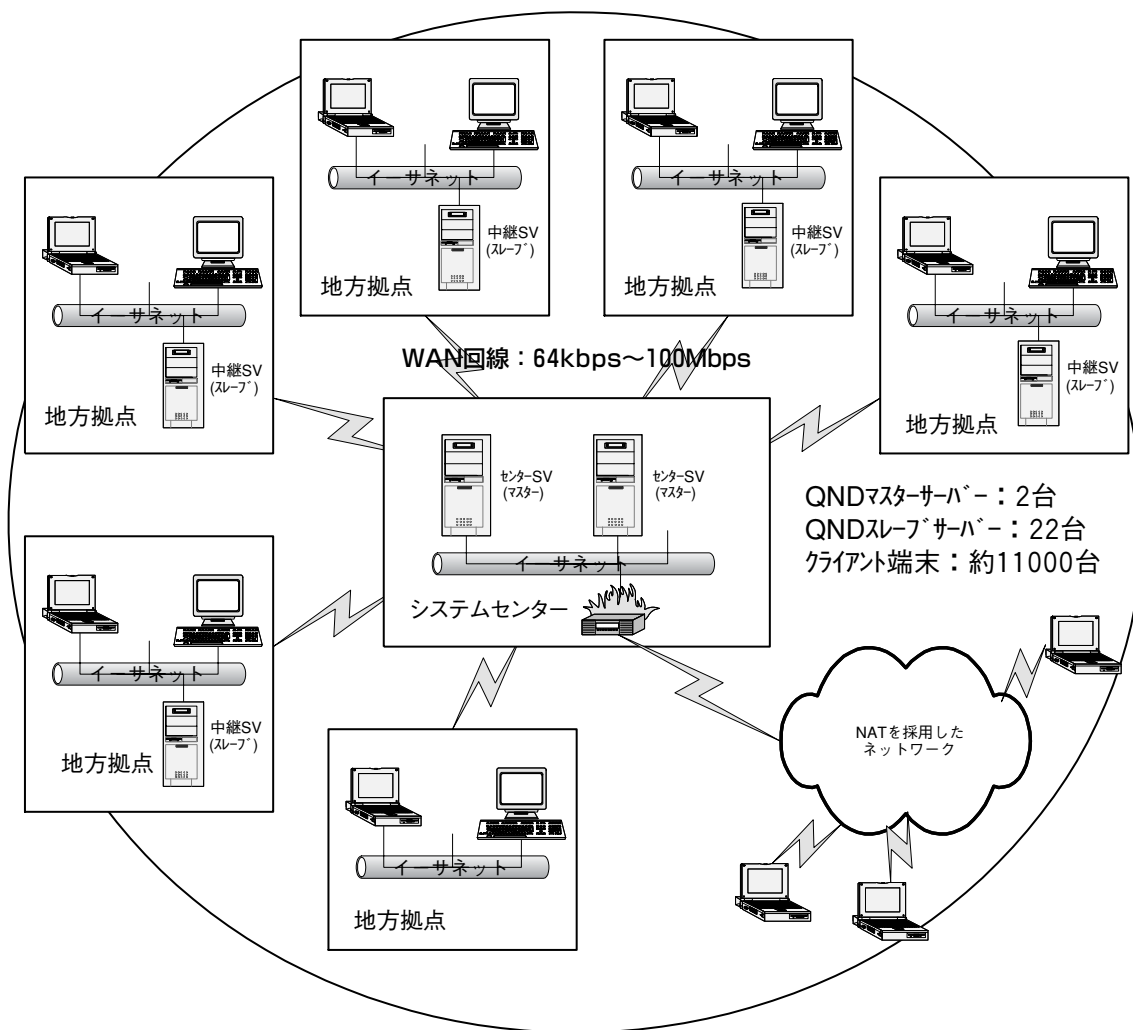 イーサネット
中継SV
(ｽﾚｰﾌﾞ)
地方拠点
イーサネット
中継SV
(ｽﾚｰﾌﾞ)
地方拠点
イーサネット
中継SV
(ｽﾚｰﾌﾞ)
地方拠点
イーサネット
中継SV
(ｽﾚｰﾌﾞ)
地方拠点
WAN回線：64kbps～100Mbps
ｾﾝﾀｰSV
(ﾏｽﾀｰ)
ｾﾝﾀｰSV
(ﾏｽﾀｰ)
イーサネット
システムセンター
QNDﾏｽﾀｰｻｰﾊﾞｰ：2台
QNDｽﾚｰﾌﾞｻｰﾊﾞｰ：22台
ｸﾗｲｱﾝﾄ端末：約11000台
イーサネット
中継SV
(ｽﾚｰﾌﾞ)
地方拠点
NATを採用した
ネットワーク
イーサネット
地方拠点